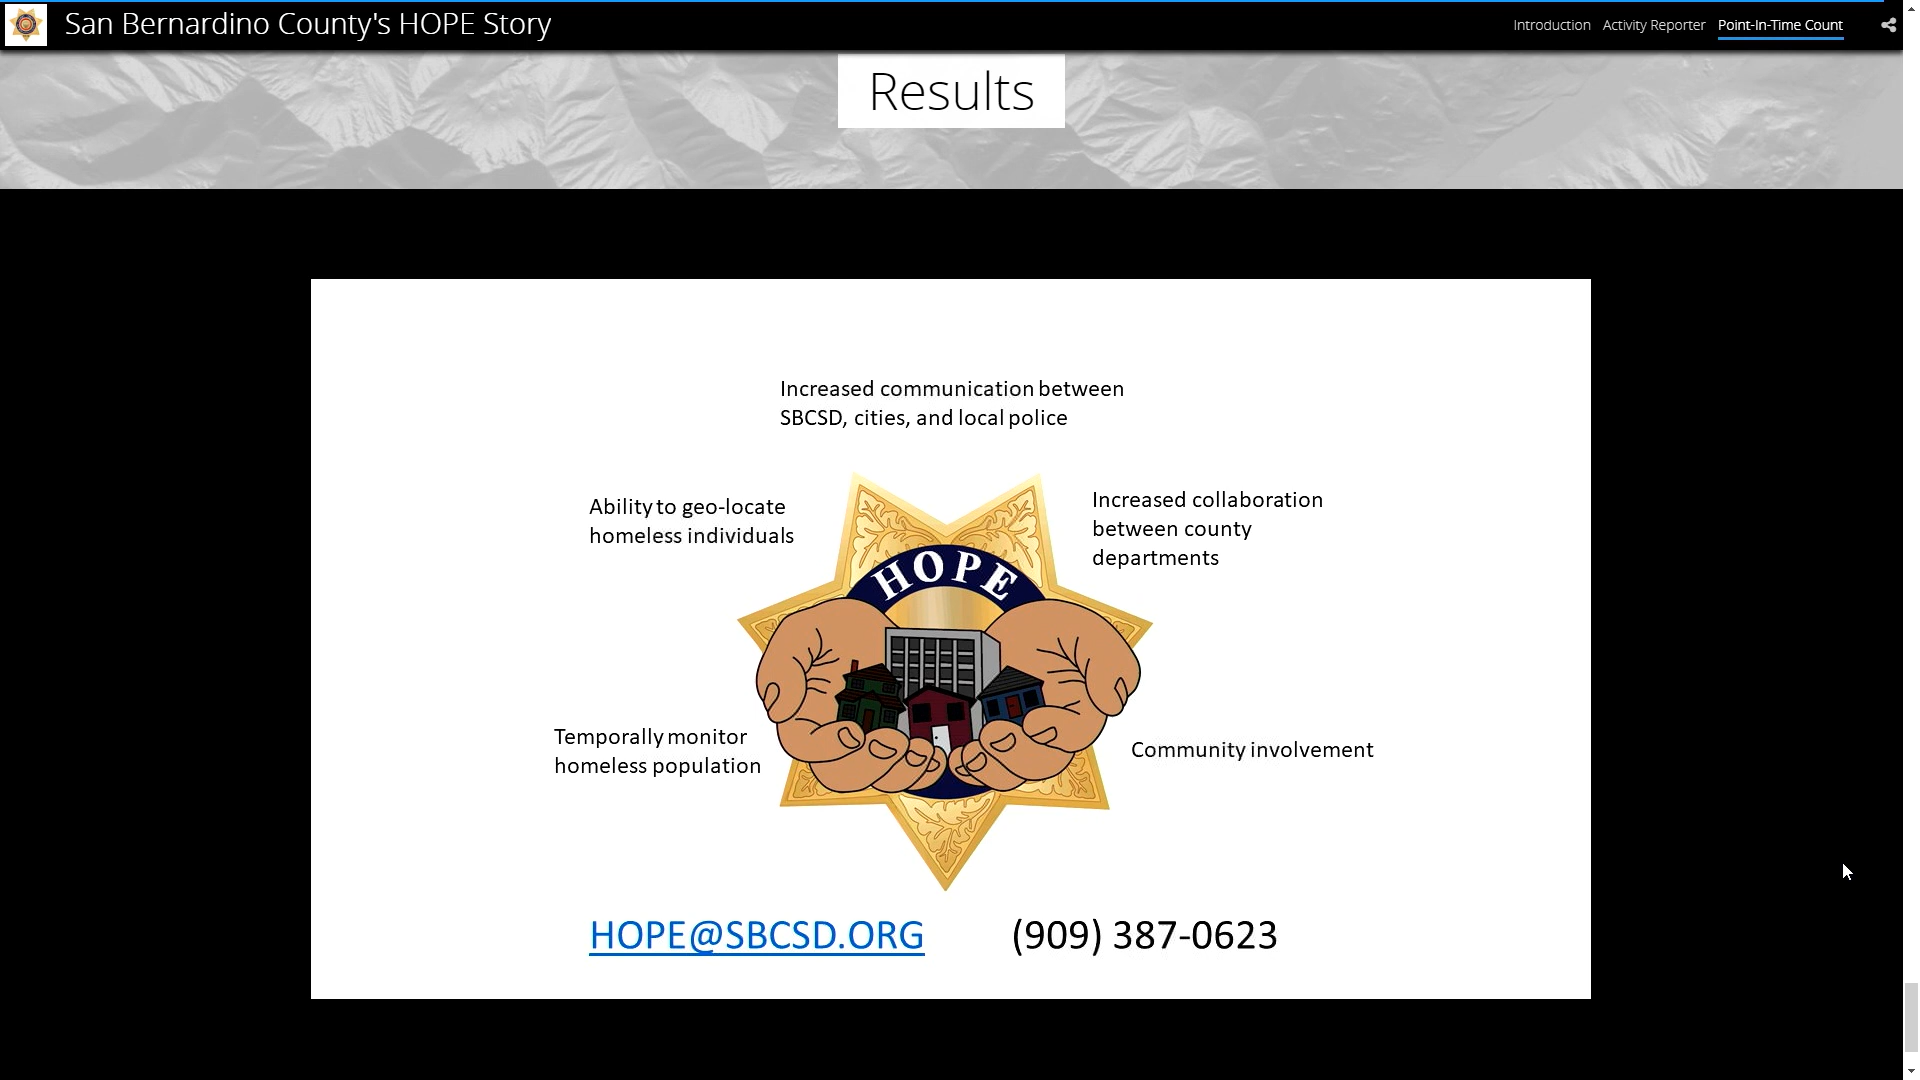 San Bernardino County's HOPE Story
Introduction
Activity Reporter
Point-In-Time Count
Results
Increased communication between
SBCSD, cities, and local police
Ability to geo-locate
homeless individuals
Increased collaboration
between county
departments
HOPE
Temporally monitor
homeless population
Community involvement
HOPE@SBCSD.ORG
(909) 387-0623